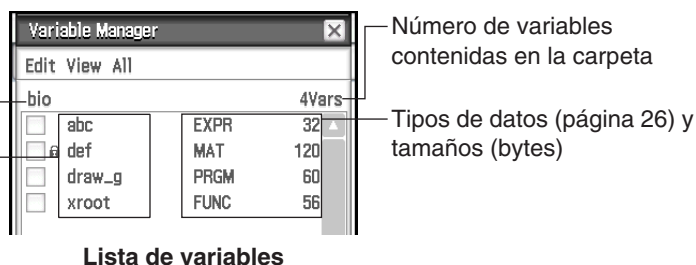 Variable Manager
Edit View All
bio 4Vars
abc EXPR 32
def MAT 120
draw_g PRGM 60
xroot FUNC 56
Número de variables
contenidas en la carpeta
Tipos de datos (página 26) y
tamaños (bytes)
Lista de variables